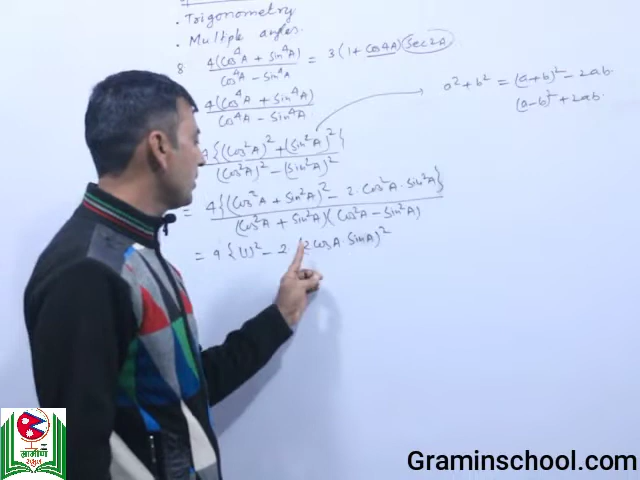 . Trigonometry
. Multiple angles.
8. 4(Cos⁴A + Sin⁴A) / Cos⁴A − Sin⁴A = 3(1 + Cos4A) Sec2A
4(Cos⁴A + Sin⁴A) / Cos⁴A − Sin⁴A
a² + b² = (a+b)² − 2ab.
(a−b)² + 2ab.
{(Cos²A)² + (Sin²A)²} / (Cos²A)² − (Sin²A)²
= 4{(Cos²A + Sin²A)² − 2·Cos²A·Sin²A} / (Cos²A + Sin²A)(Cos²A − Sin²A)
= 4{(1)² − 2·(2CosA·SinA)²
ग्रामीण
स्कुल
Graminschool.com